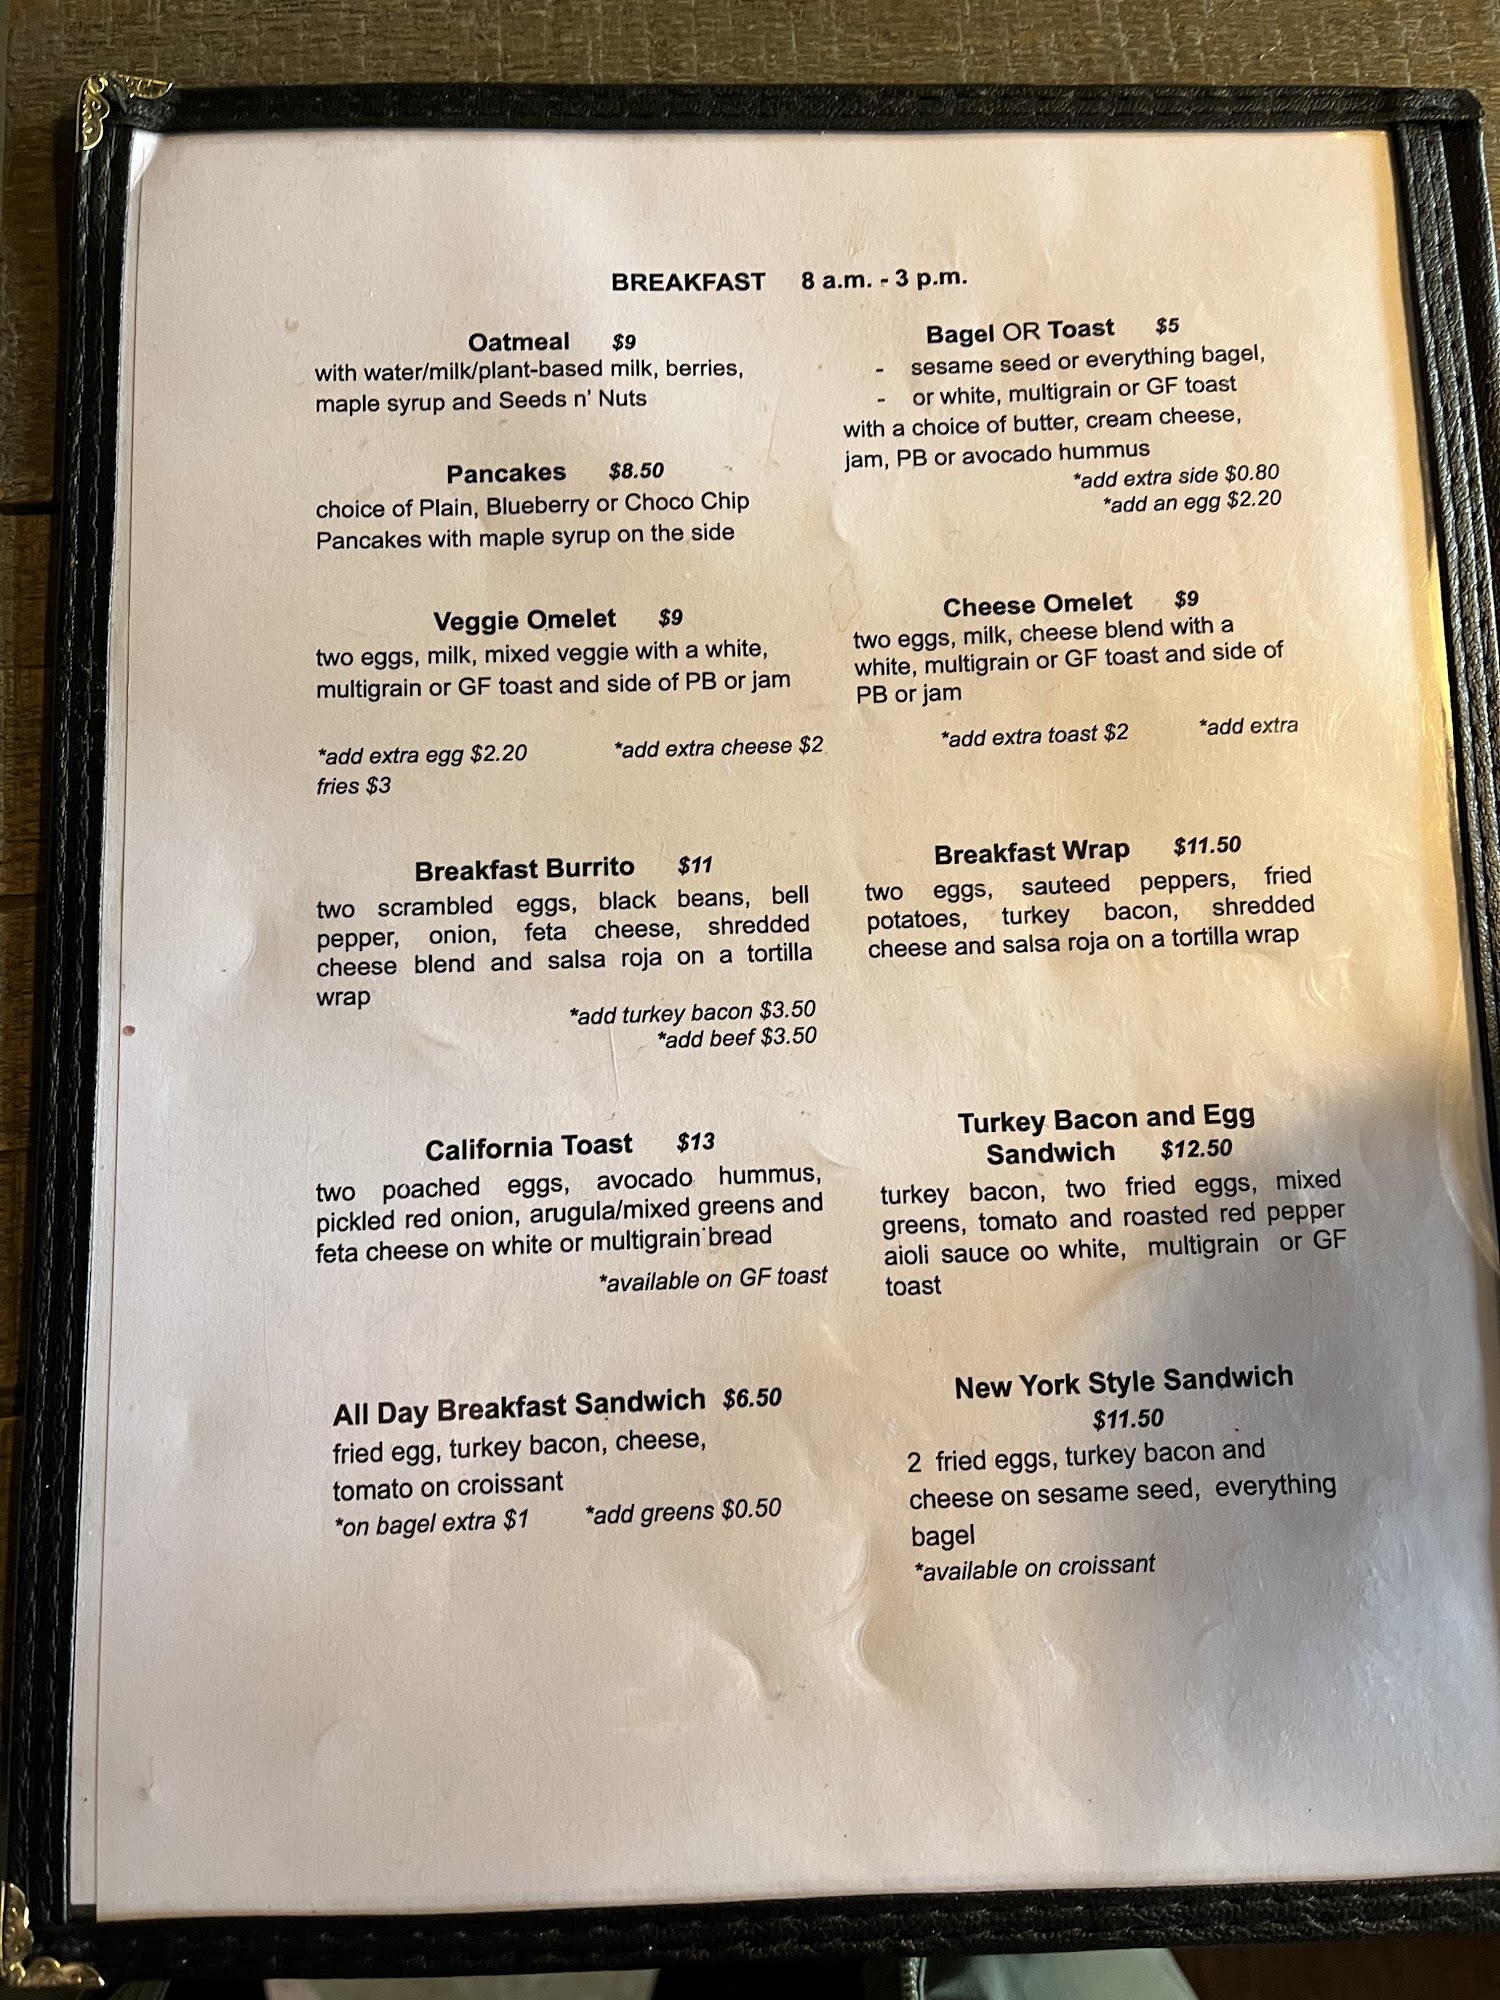 BREAKFAST 8 a.m. - 3 p.m.
Oatmeal $9
with water/milk/plant-based milk, berries,
maple syrup and Seeds n' Nuts
Bagel OR Toast $5
- sesame seed or everything bagel,
- or white, multigrain or GF toast
with a choice of butter, cream cheese,
jam, PB or avocado hummus
*add extra side $0.80
*add an egg $2.20
Pancakes $8.50
choice of Plain, Blueberry or Choco Chip
Pancakes with maple syrup on the side
Veggie Omelet $9
two eggs, milk, mixed veggie with a white,
multigrain or GF toast and side of PB or jam
Cheese Omelet $9
two eggs, milk, cheese blend with a
white, multigrain or GF toast and side of
PB or jam
*add extra egg $2.20 *add extra cheese $2 *add extra toast $2 *add extra
fries $3
Breakfast Burrito $11
two scrambled eggs, black beans, bell
pepper, onion, feta cheese, shredded
cheese blend and salsa roja on a tortilla
wrap
*add turkey bacon $3.50
*add beef $3.50
Breakfast Wrap $11.50
two eggs, sauteed peppers, fried
potatoes, turkey bacon, shredded
cheese and salsa roja on a tortilla wrap
California Toast $13
two poached eggs, avocado hummus,
pickled red onion, arugula/mixed greens and
feta cheese on white or multigrain bread
*available on GF toast
Turkey Bacon and Egg
Sandwich $12.50
turkey bacon, two fried eggs, mixed
greens, tomato and roasted red pepper
aioli sauce oo white, multigrain or GF
toast
All Day Breakfast Sandwich $6.50
fried egg, turkey bacon, cheese,
tomato on croissant
*on bagel extra $1 *add greens $0.50
New York Style Sandwich
$11.50
2 fried eggs, turkey bacon and
cheese on sesame seed, everything
bagel
*available on croissant